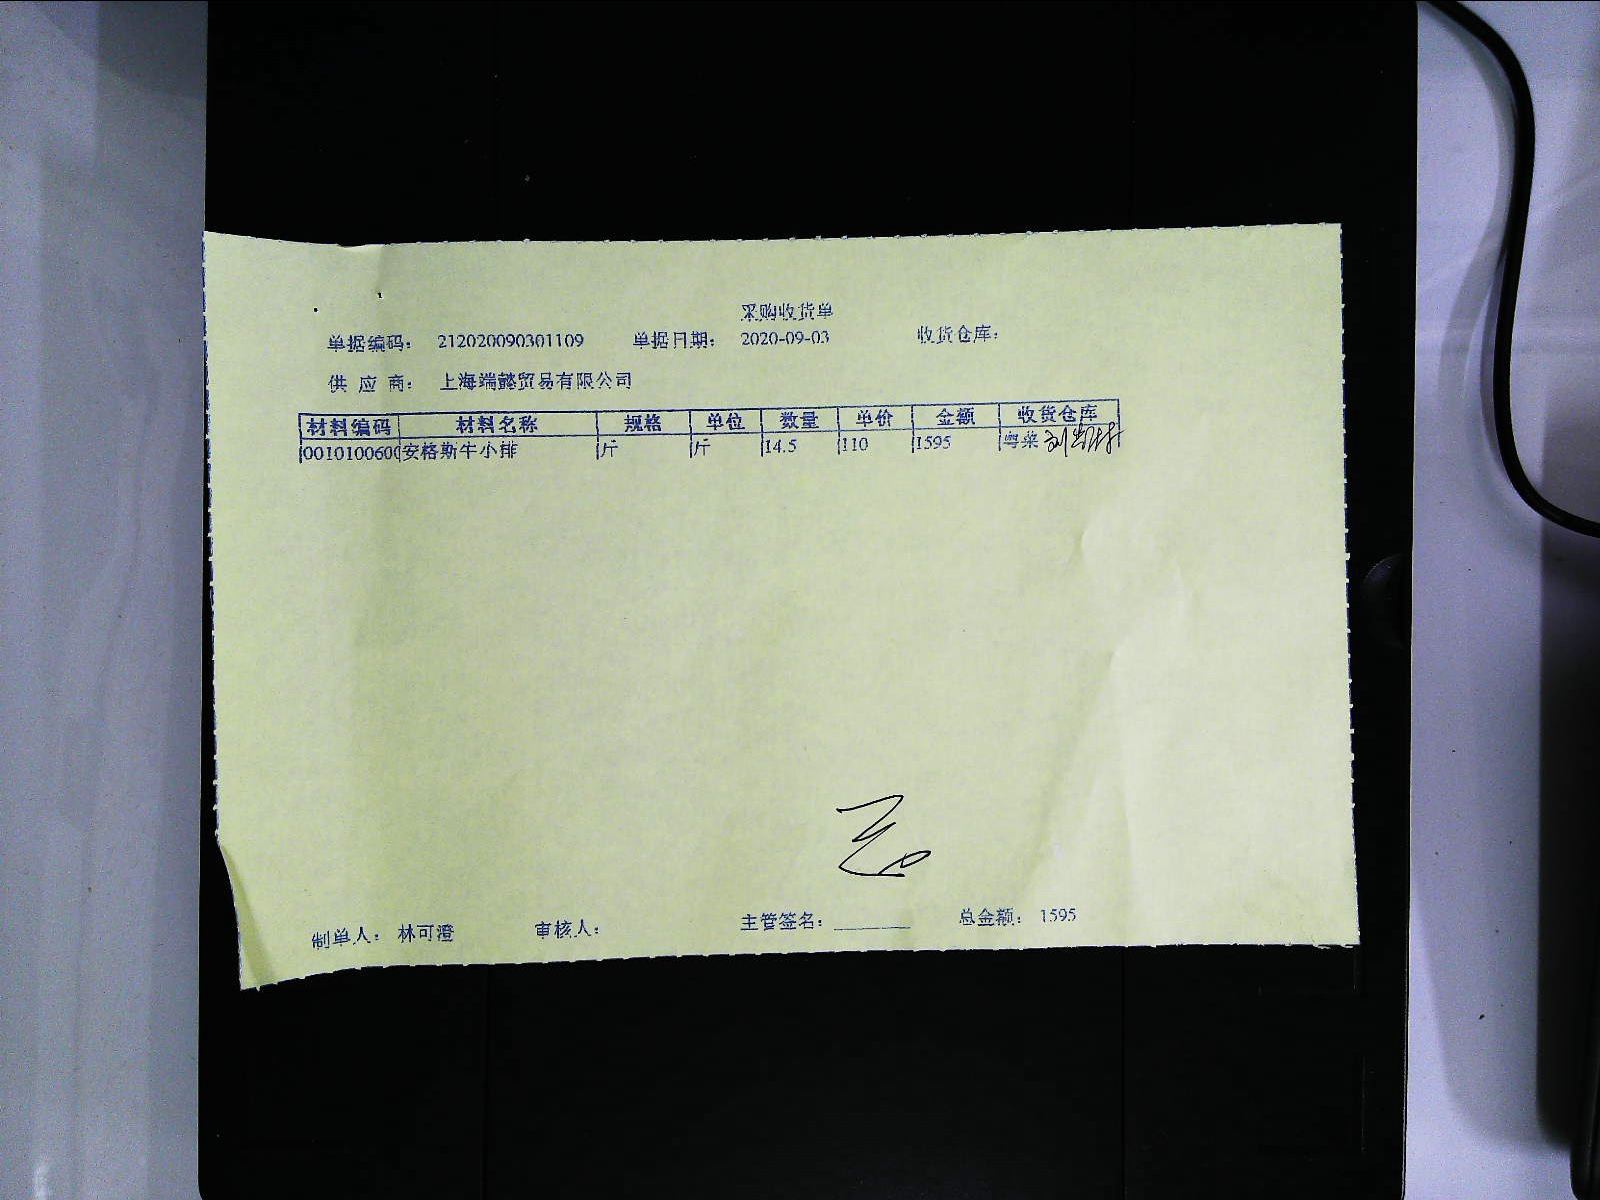 采购收货单
单据编码： 212020090301109 单据日期： 2020-09-03 收货仓库：
供 应 商： 上海端懿贸易有限公司
材料编码 材料名称 规格 单位 数量 单价 金额 收货仓库
0010100600 安格斯牛小排 斤 斤 14.5 110 1595 粤菜
制单人： 林可澄 审核人： 主管签名： 总金额： 1595